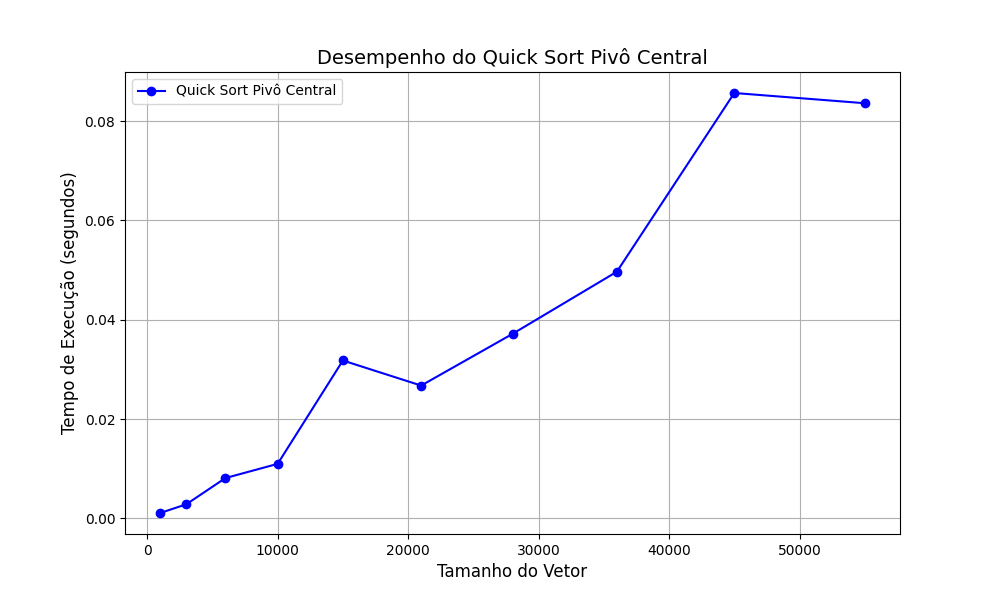 Desempenho do Quick Sort Pivô Central
Quick Sort Pivô Central
Tempo de Execução (segundos)
0.08
0.06
0.04
0.02
0.00
0 10000 20000 30000 40000 50000
Tamanho do Vetor